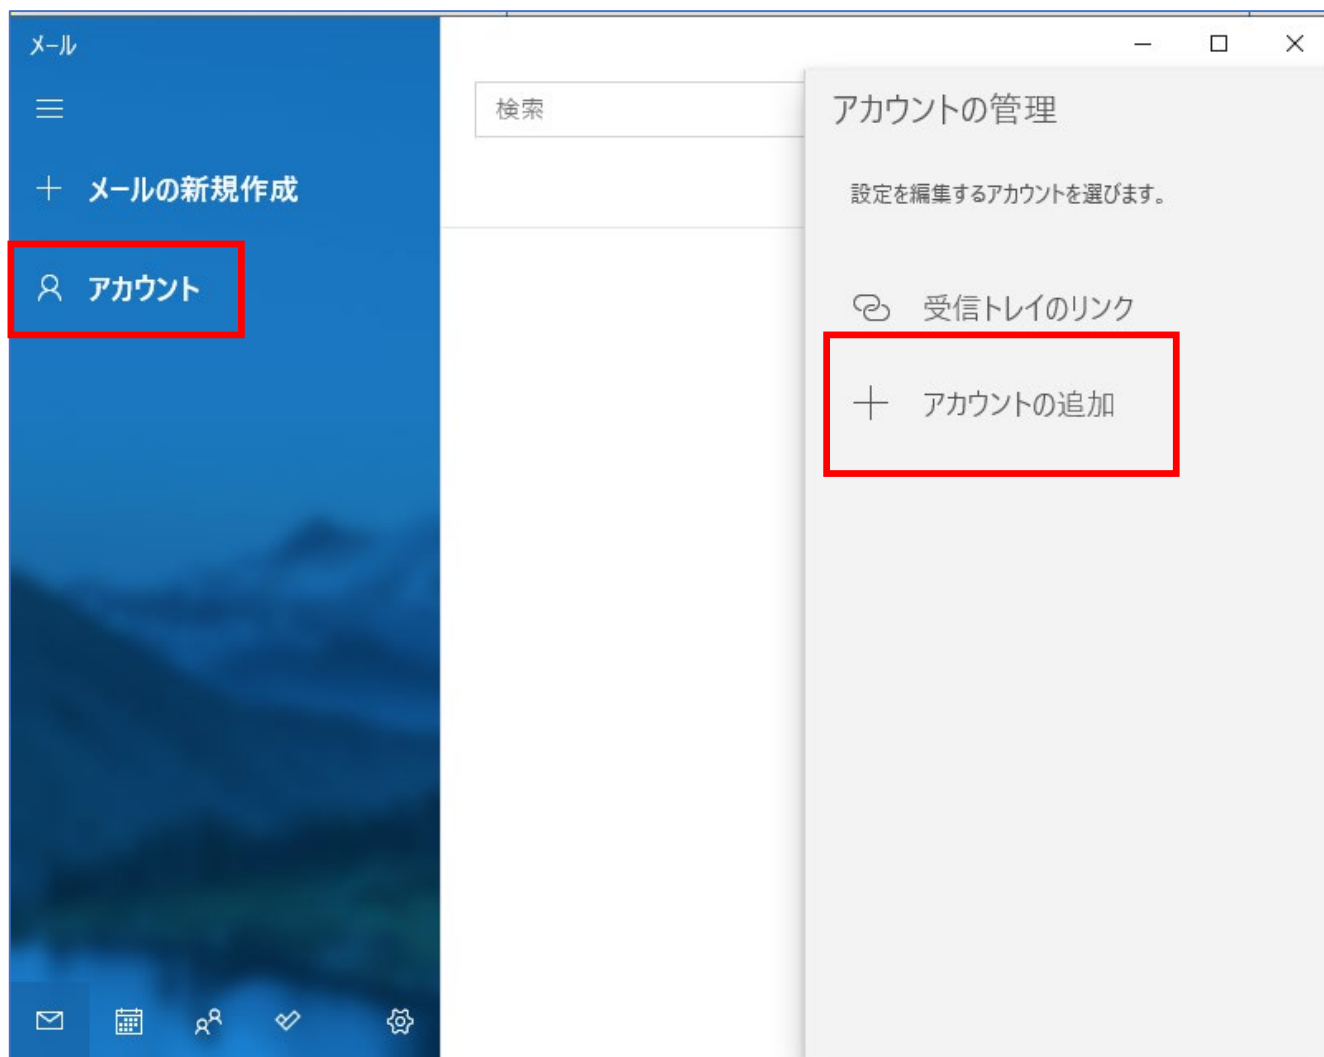 メール
メールの新規作成
アカウント
検索
アカウントの管理
設定を編集するアカウントを選びます。
受信トレイのリンク
アカウントの追加